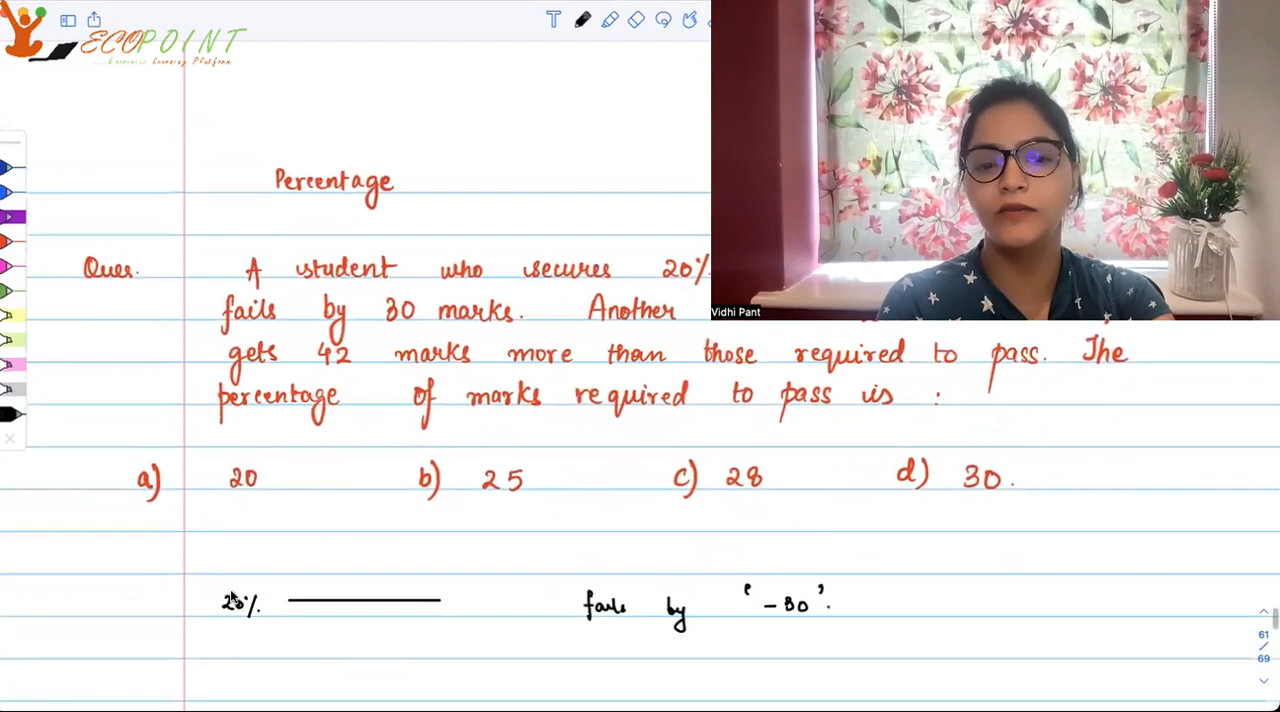 ECOPOINT
Percentage
Ques. A student who secures 20%
fails by 30 marks. Another
gets 42 marks more than those required to pass. The
percentage of marks required to pass is :
a) 20 b) 25 c) 28 d) 30.
20% fails by ‘-30’.
Vidhi Pant
61
69